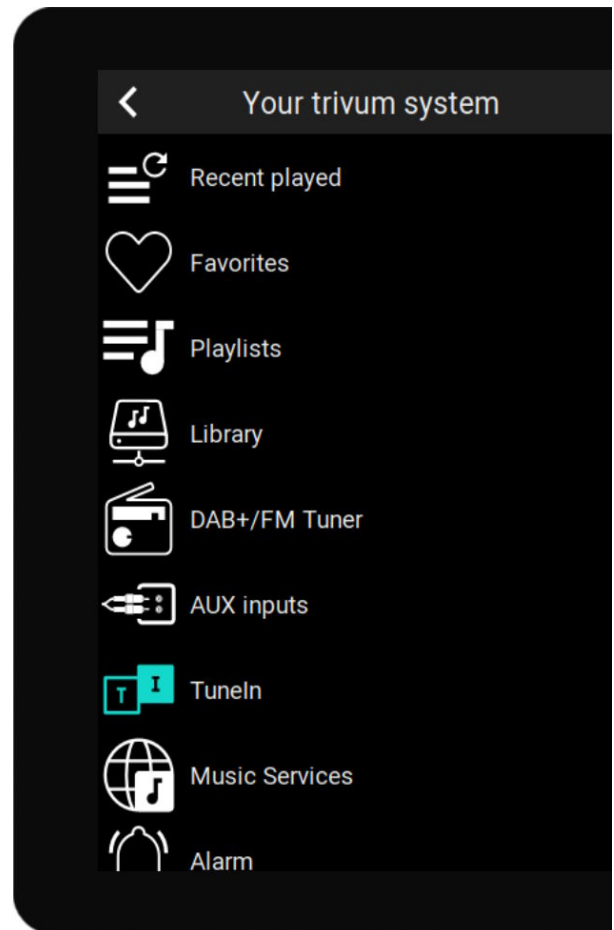 Your trivum system
Recent played
Favorites
Playlists
Library
DAB+/FM Tuner
AUX inputs
T I
TuneIn
Music Services
Alarm